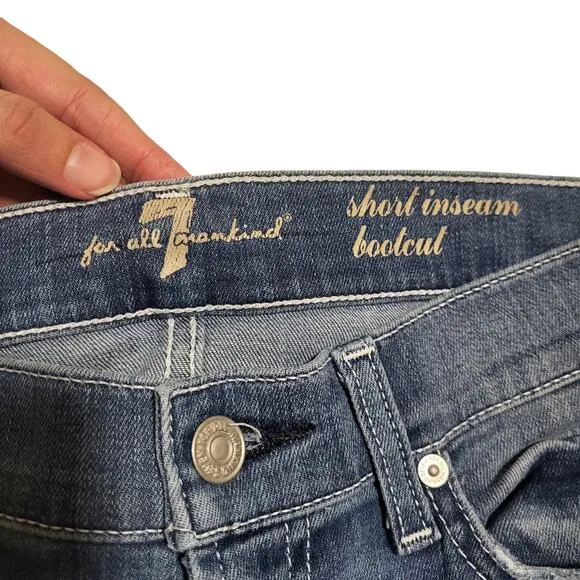 7
for all mankind®
short inseam
bootcut